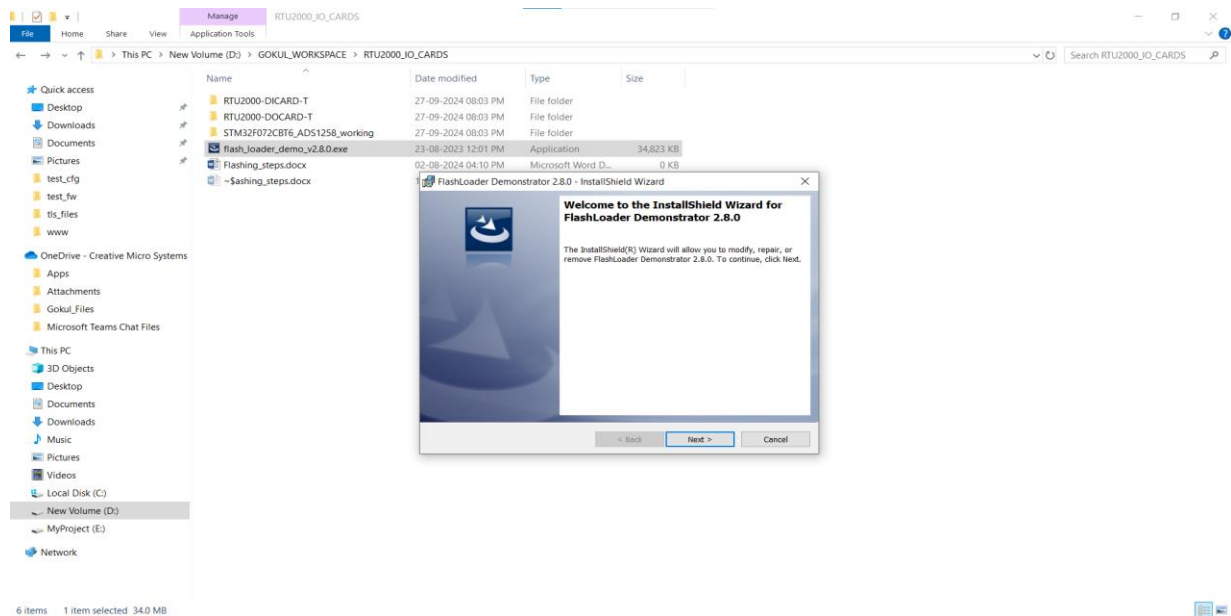 Manage RTU2000_IO_CARDS
File Home Share View Application Tools
This PC > New Volume (D:) > GOKUL_WORKSPACE > RTU2000_IO_CARDS
Search RTU2000_IO_CARDS
Quick access
Desktop
Downloads
Documents
Pictures
test_cfg
test_fw
tls_files
www
OneDrive - Creative Micro Systems
Apps
Attachments
Gokul_Files
Microsoft Teams Chat Files
This PC
3D Objects
Desktop
Documents
Downloads
Music
Pictures
Videos
Local Disk (C:)
New Volume (D:)
MyProject (E:)
Network
Name Date modified Type Size
RTU2000-DICARD-T 27-09-2024 08:03 PM File folder
RTU2000-DOCARD-T 27-09-2024 08:03 PM File folder
STM32F072CBT6_ADS1258_working 27-09-2024 08:03 PM File folder
flash_loader_demo_v2.8.0.exe 23-08-2023 12:01 PM Application 34,823 KB
Flashing_steps.docx 02-08-2024 04:10 PM Microsoft Word D... 0 KB
~$ashing_steps.docx
FlashLoader Demonstrator 2.8.0 - InstallShield Wizard
Welcome to the InstallShield Wizard for
FlashLoader Demonstrator 2.8.0
The InstallShield(R) Wizard will allow you to modify, repair, or
remove FlashLoader Demonstrator 2.8.0. To continue, click Next.
< Back Next > Cancel
6 items 1 item selected 34.0 MB